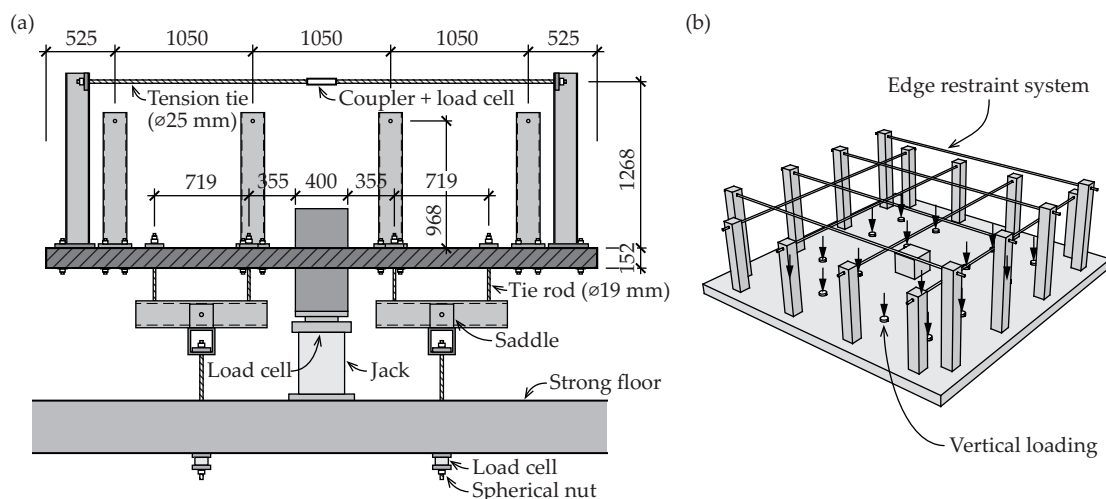 (a)
525 1050 1050 1050 525
Tension tie
(ø25 mm)
Coupler + load cell
719 355 400 355 719
968
1268
152
Tie rod (ø19 mm)
Saddle
Load cell
Jack
Strong floor
Load cell
Spherical nut
(b)
Edge restraint system
Vertical loading